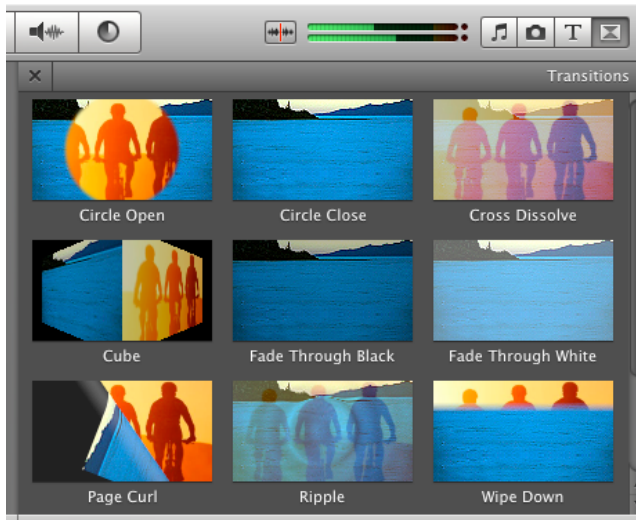 T
Transitions
Circle Open
Circle Close
Cross Dissolve
Cube
Fade Through Black
Fade Through White
Page Curl
Ripple
Wipe Down